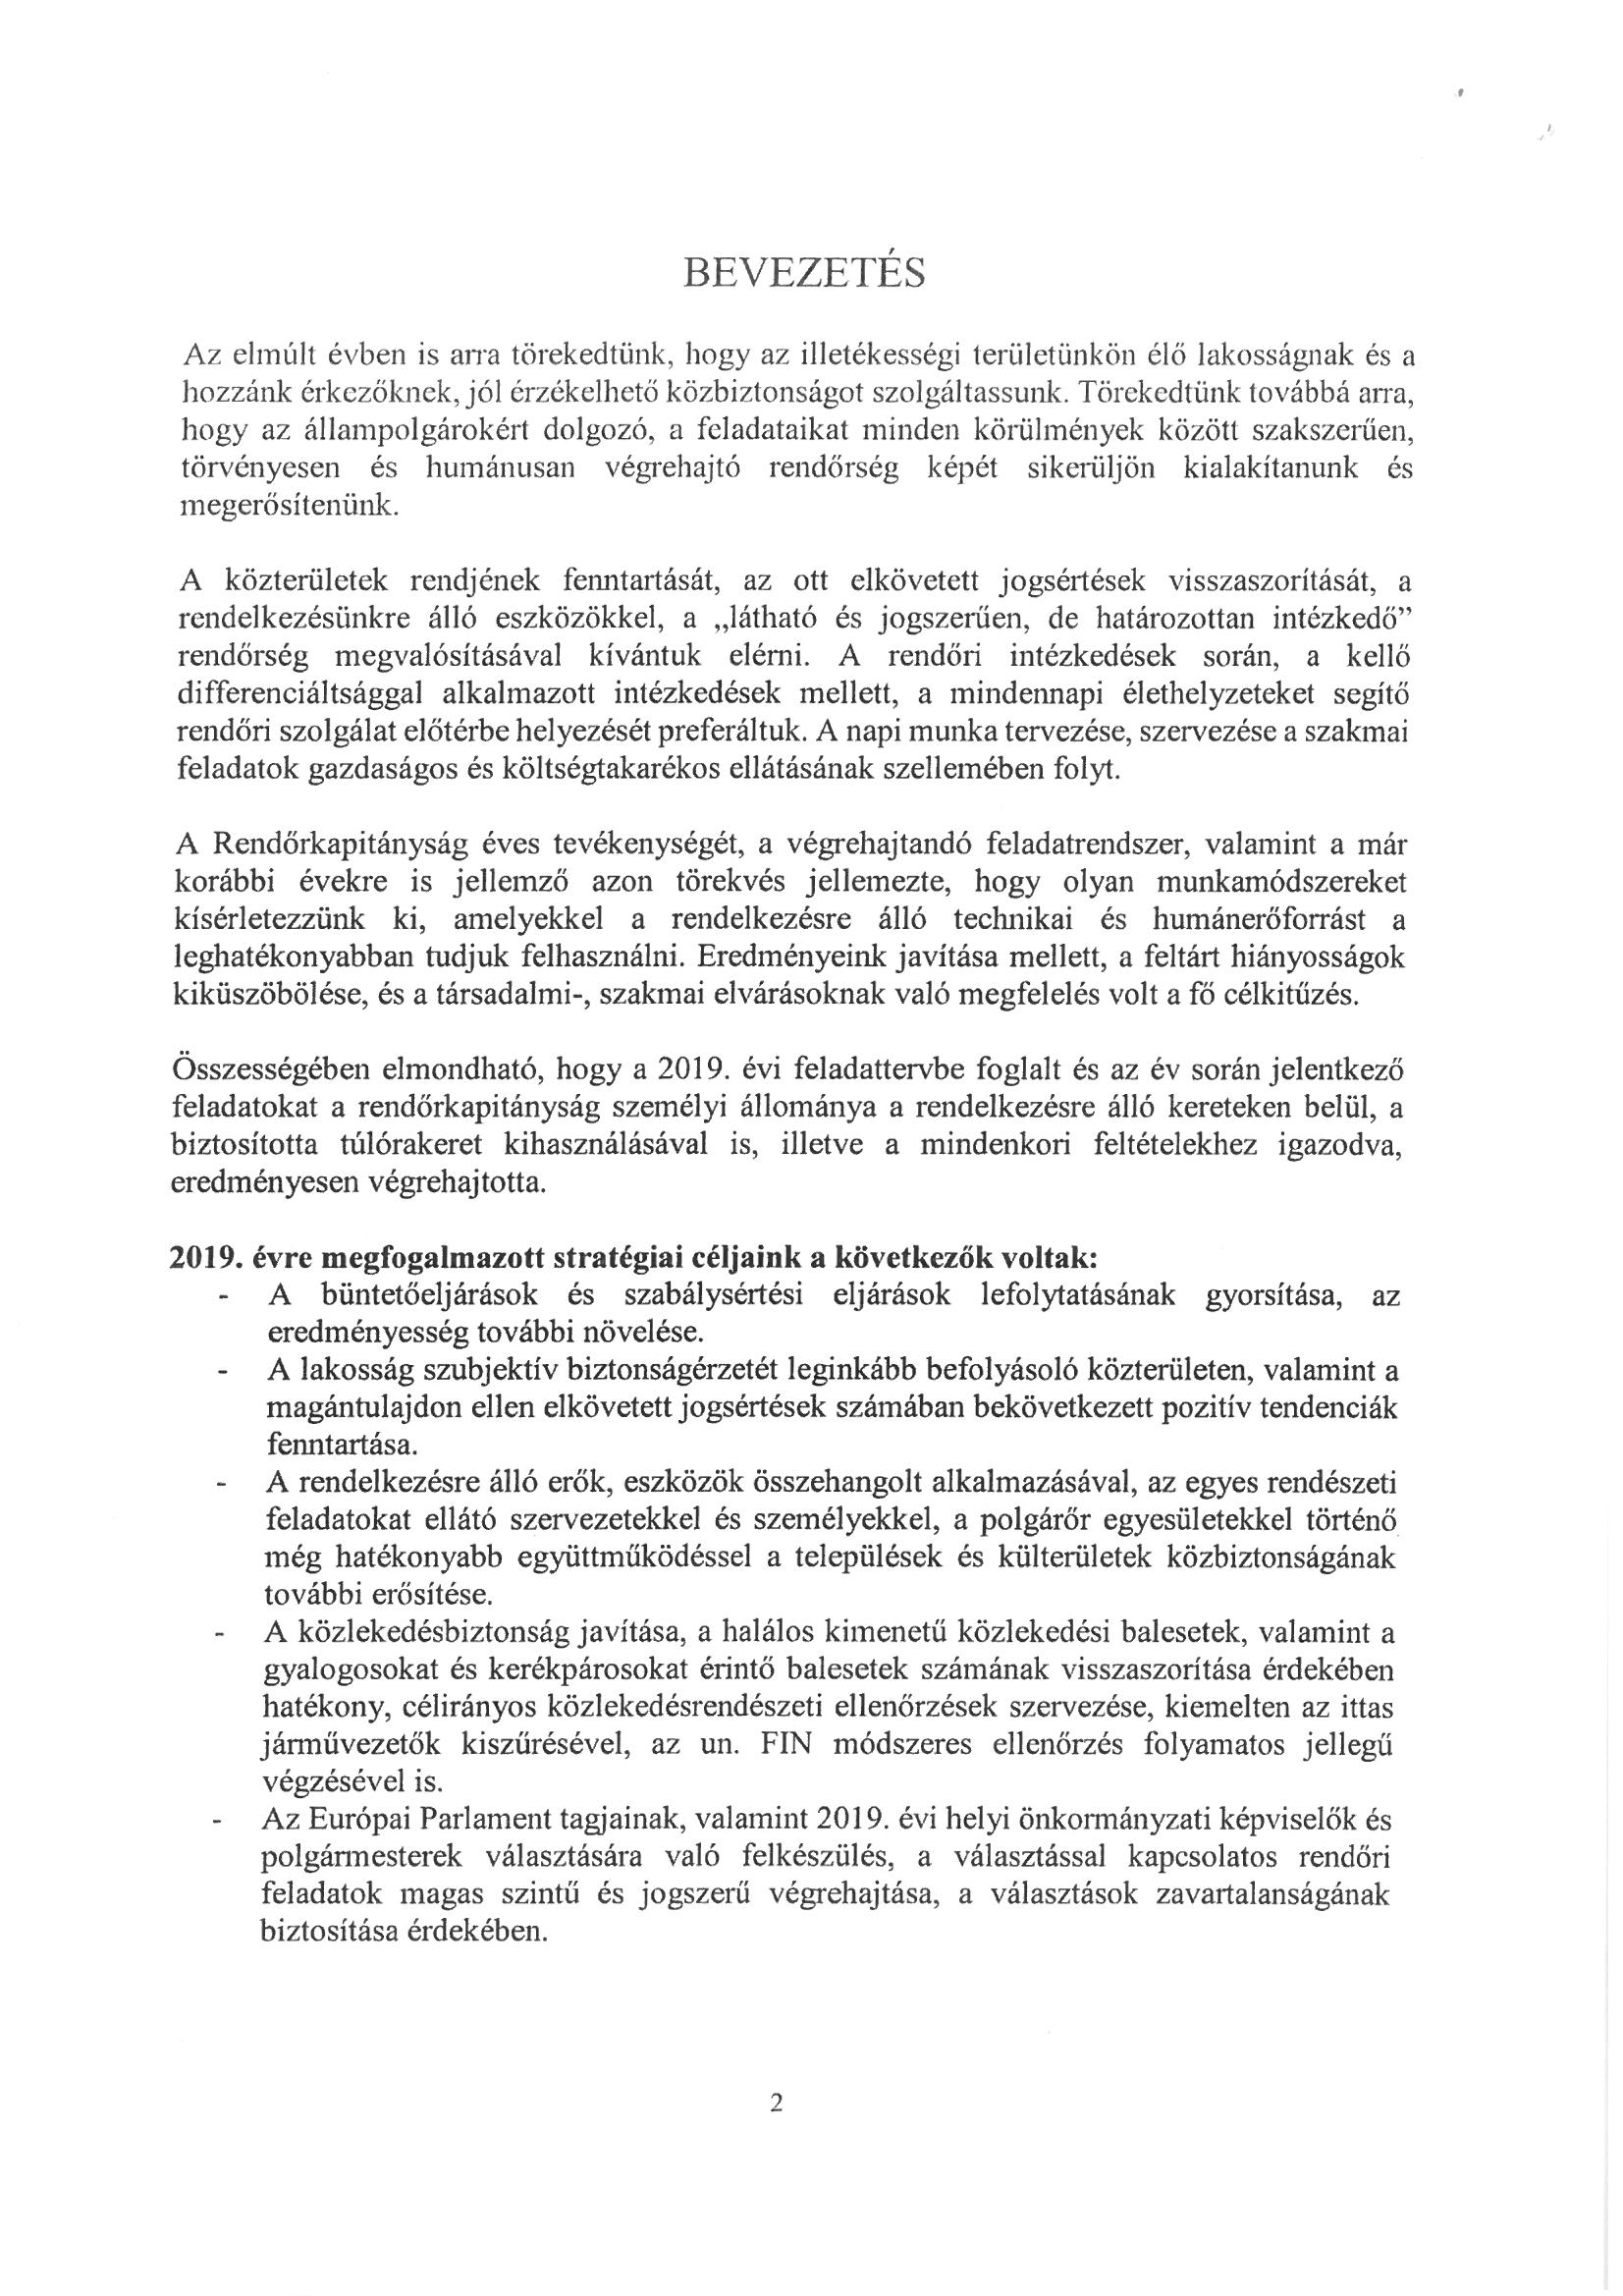 BEVEZETÉS
Az elmúlt évben is arra törekedtünk, hogy az illetékességi területünkön élő lakosságnak és a
hozzánk érkezőknek, jól érzékelhető közbiztonságot szolgáltassunk. Törekedtünk továbbá arra,
hogy az állampolgárokért dolgozó, a feladataikat minden körülmények között szakszerűen,
törvényesen és humánusan végrehajtó rendőrség képét sikerüljön kialakítanunk és
megerősítenünk.
A közterületek rendjének fenntartását, az ott elkövetett jogsértések visszaszorítását, a
rendelkezésünkre álló eszközökkel, a „látható és jogszerűen, de határozottan intézkedő”
rendőrség megvalósításával kívántuk elérni. A rendőri intézkedések során, a kellő
differenciáltsággal alkalmazott intézkedések mellett, a mindennapi élethelyzeteket segítő
rendőri szolgálat előtérbe helyezését preferáltuk. A napi munka tervezése, szervezése a szakmai
feladatok gazdaságos és költségtakarékos ellátásának szellemében folyt.
A Rendőrkapitányság éves tevékenységét, a végrehajtandó feladatrendszer, valamint a már
korábbi évekre is jellemző azon törekvés jellemezte, hogy olyan munkamódszereket
kísérletezzünk ki, amelyekkel a rendelkezésre álló technikai és humánerőforrást a
leghatékonyabban tudjuk felhasználni. Eredményeink javítása mellett, a feltárt hiányosságok
kiküszöbölése, és a társadalmi-, szakmai elvárásoknak való megfelelés volt a fő célkitűzés.
Összességében elmondható, hogy a 2019. évi feladattervbe foglalt és az év során jelentkező
feladatokat a rendőrkapitányság személyi állománya a rendelkezésre álló kereteken belül, a
biztosította túlórakeret kihasználásával is, illetve a mindenkori feltételekhez igazodva,
eredményesen végrehajtotta.
2019. évre megfogalmazott stratégiai céljaink a következők voltak:
- A büntetőeljárások és szabálysértési eljárások lefolytatásának gyorsítása, az
eredményesség további növelése.
- A lakosság szubjektív biztonságérzetét leginkább befolyásoló közterületen, valamint a
magántulajdon ellen elkövetett jogsértések számában bekövetkezett pozitív tendenciák
fenntartása.
- A rendelkezésre álló erők, eszközök összehangolt alkalmazásával, az egyes rendészeti
feladatokat ellátó szervezetekkel és személyekkel, a polgárőr egyesületekkel történő
még hatékonyabb együttműködéssel a települések és külterületek közbiztonságának
további erősítése.
- A közlekedésbiztonság javítása, a halálos kimenetű közlekedési balesetek, valamint a
gyalogosokat és kerékpárosokat érintő balesetek számának visszaszorítása érdekében
hatékony, célirányos közlekedésrendészeti ellenőrzések szervezése, kiemelten az ittas
járművezetők kiszűrésével, az un. FIN módszeres ellenőrzés folyamatos jellegű
végzésével is.
- Az Európai Parlament tagjainak, valamint 2019. évi helyi önkormányzati képviselők és
polgármesterek választására való felkészülés, a választással kapcsolatos rendőri
feladatok magas szintű és jogszerű végrehajtása, a választások zavartalanságának
biztosítása érdekében.
2